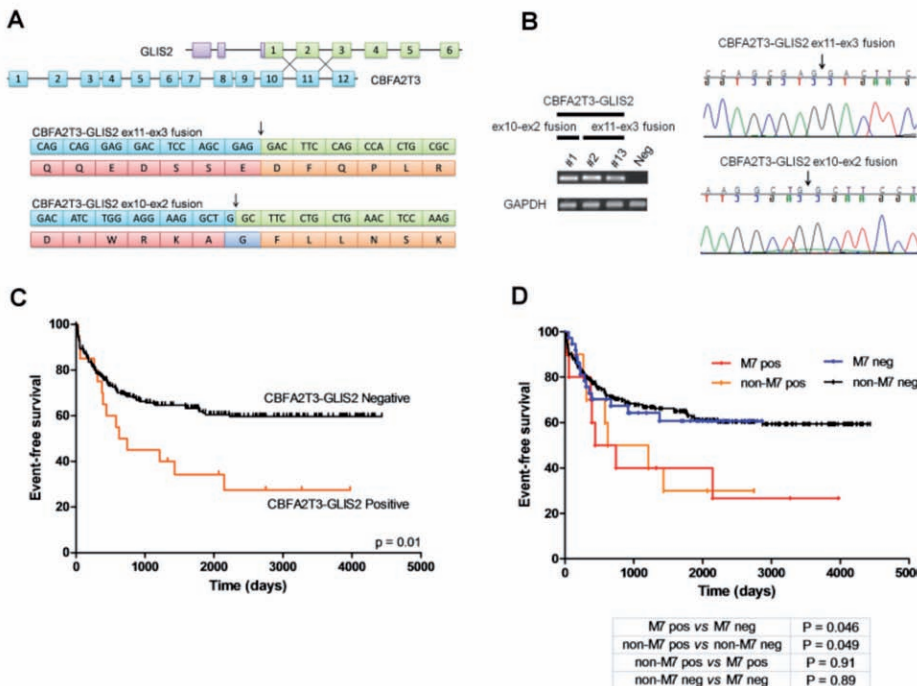 A
GLIS2
1 2 3 4 5 6
1 2 3 4 5 6 7 8 9 10 11 12
CBFA2T3
CBFA2T3-GLIS2 ex11-ex3 fusion
CAG CAG GAG GAC TCC AGC GAG GAC TTC CAG CCA CTG CGC
Q Q E D S S E D F Q P L R
CBFA2T3-GLIS2 ex10-ex2 fusion
GAC ATC TGG AGG AAG GCT G GC TTC CTG CTG AAC TCC AAG
D I W R K A G F L L N S K
B
CBFA2T3-GLIS2
ex10-ex2 fusion ex11-ex3 fusion
#1 #2 #13 Neg
GAPDH
CBFA2T3-GLIS2 ex11-ex3 fusion
C C A G C G A G G A C T T C
CBFA2T3-GLIS2 ex10-ex2 fusion
A A G G C T G G C T T C C T
C
Event-free survival
100
80
60
40
20
0
CBFA2T3-GLIS2 Negative
CBFA2T3-GLIS2 Positive
p = 0.01
0 1000 2000 3000 4000 5000
Time (days)
D
Event-free survival
100
80
60
40
20
0
M7 pos M7 neg
non-M7 pos non-M7 neg
0 1000 2000 3000 4000 5000
Time (days)
M7 pos vs M7 neg P = 0.046
non-M7 pos vs non-M7 neg P = 0.049
non-M7 pos vs M7 pos P = 0.91
non-M7 neg vs M7 neg P = 0.89